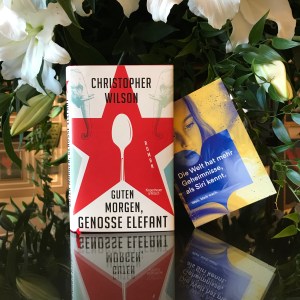 CHRISTOPHER
WILSON
ROMAN
GUTEN
MORGEN,
GENOSSE ELEFANT
Die Welt hat mehr
Geheimnisse,
als Siri kennt.